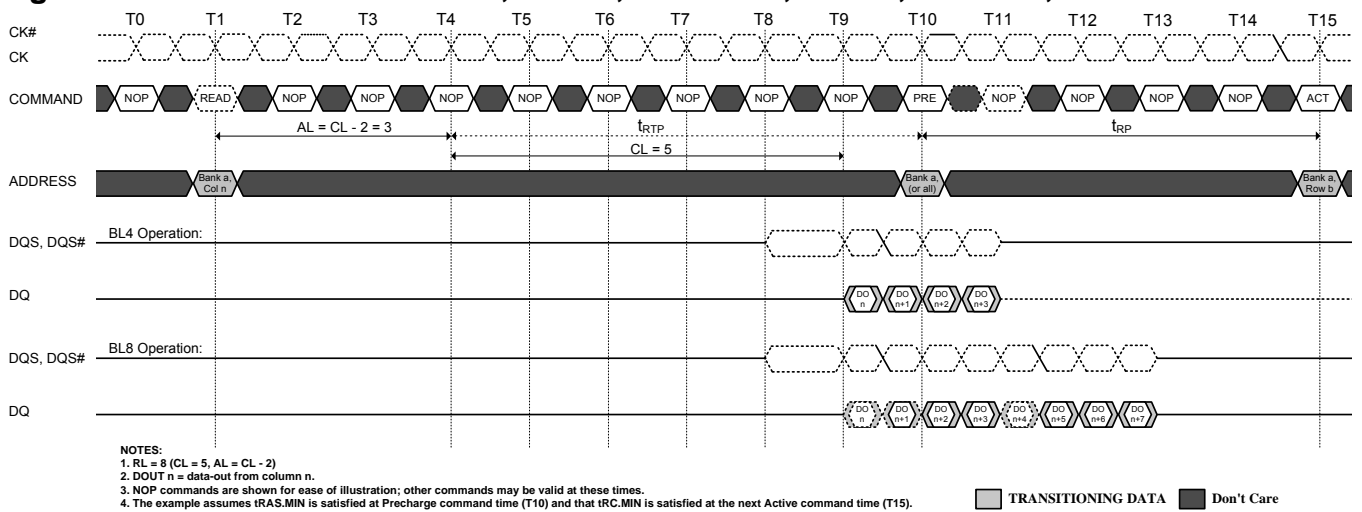 T0 T1 T2 T3 T4 T5 T6 T7 T8 T9 T10 T11 T12 T13 T14 T15
CK#
CK
COMMAND NOP READ NOP NOP NOP NOP NOP NOP NOP NOP PRE NOP NOP NOP NOP ACT
AL = CL - 2 = 3 tRTP tRP
CL = 5
ADDRESS Bank a, Col n Bank a, (or all) Bank a, Row b
BL4 Operation:
DQS, DQS#
DQ DO n DO n+1 DO n+2 DO n+3
BL8 Operation:
DQS, DQS#
DQ DO n DO n+1 DO n+2 DO n+3 DO n+4 DO n+5 DO n+6 DO n+7
NOTES:
1. RL = 8 (CL = 5, AL = CL - 2)
2. DOUT n = data-out from column n.
3. NOP commands are shown for ease of illustration; other commands may be valid at these times.
4. The example assumes tRAS.MIN is satisfied at Precharge command time (T10) and that tRC.MIN is satisfied at the next Active command time (T15).
TRANSITIONING DATA Don't Care